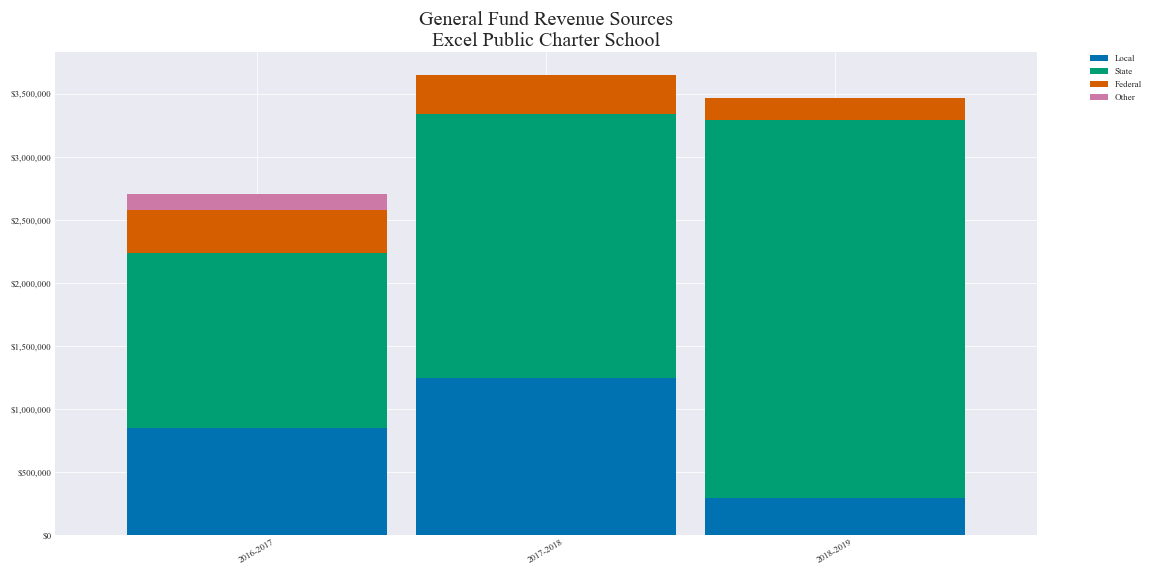 General Fund Revenue Sources
Excel Public Charter School
Local
State
Federal
Other
$3,500,000
$3,000,000
$2,500,000
$2,000,000
$1,500,000
$1,000,000
$500,000
$0
2016-2017
2017-2018
2018-2019